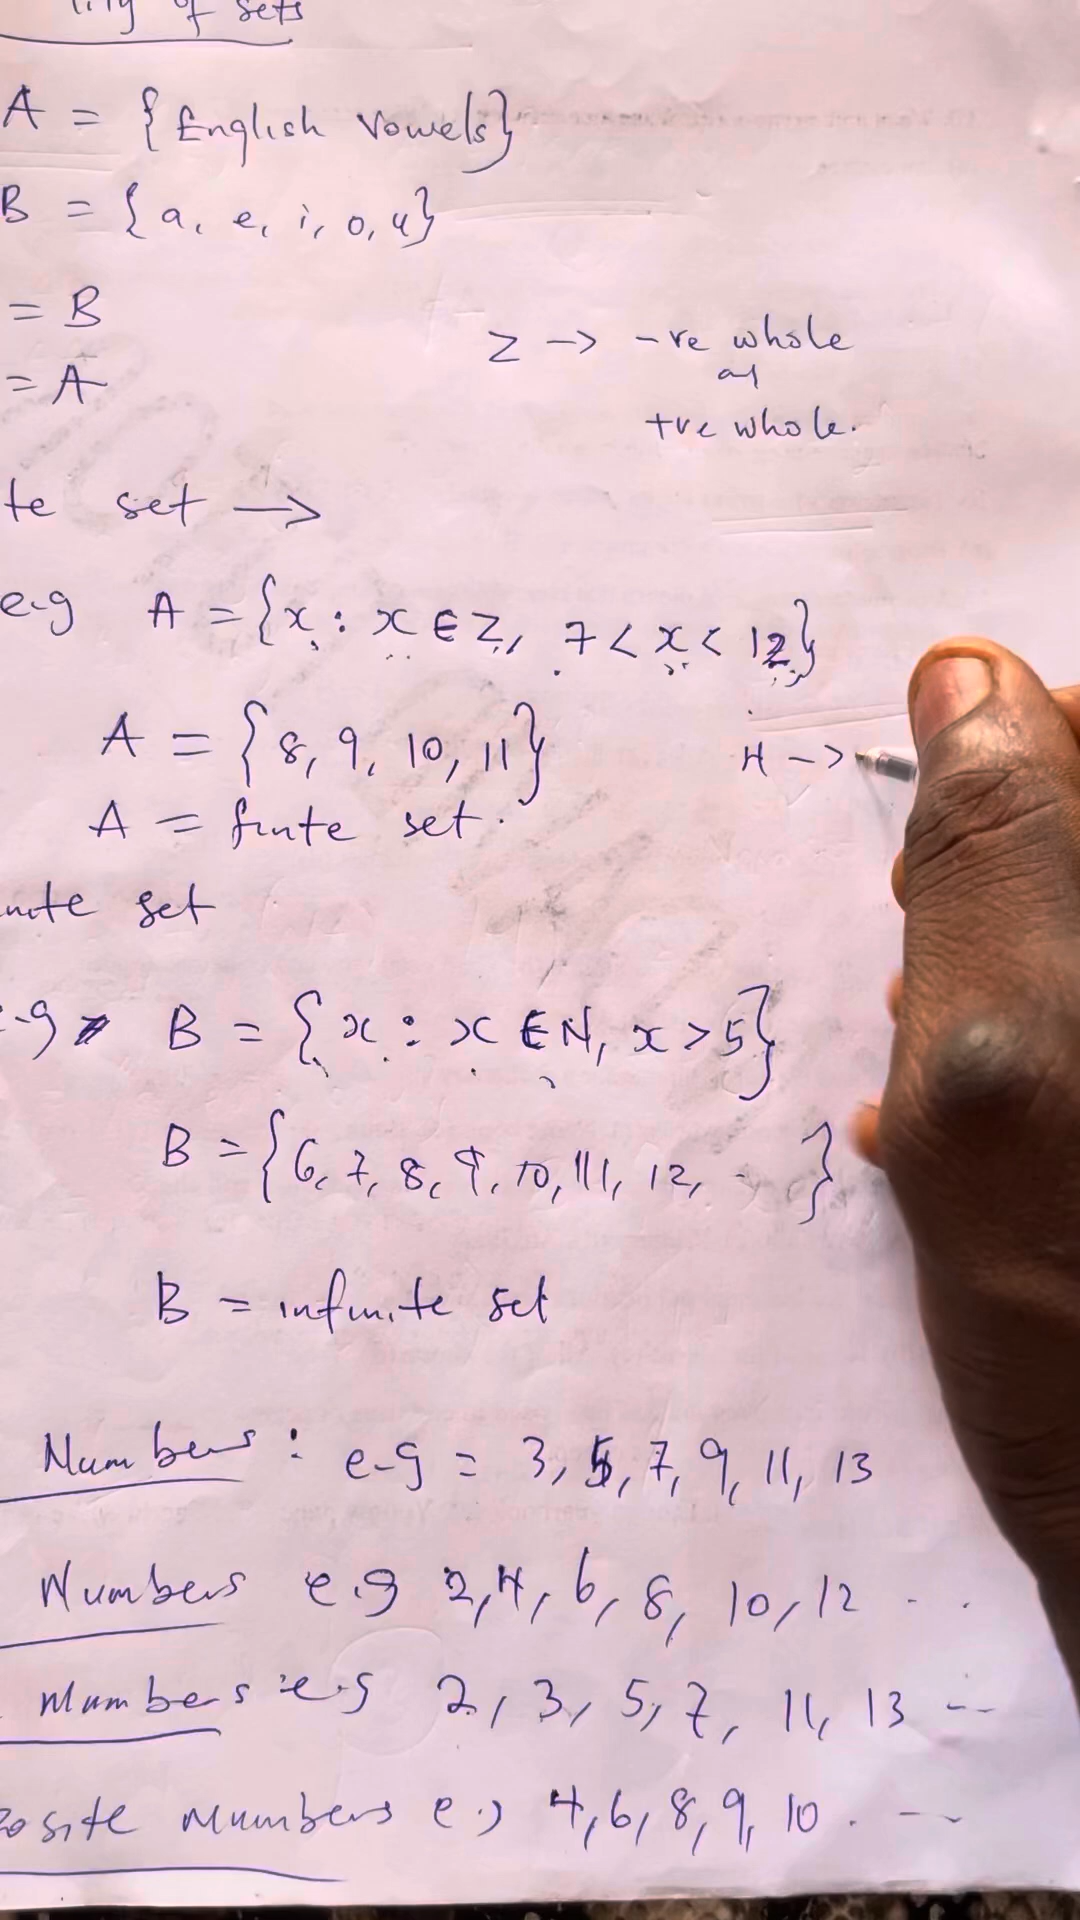 lity of sets
A = {English Vowels}
B = {a, e, i, o, u}
= B
= A
Z -> -ve whole
and
+ve whole.
te set ->
e.g A = {x : x ∈ Z, 7 < x < 12}
A = {8, 9, 10, 11}
N ->
A = finite set.
nite set
e.g B = {x : x ∈ N, x > 5}
B = {6, 7, 8, 9, 10, 11, 12, ...}
B = infinite set
Numbers : e-g = 3, 5, 7, 9, 11, 13
Numbers e.g 2, 4, 6, 8, 10, 12 . .
Numbers e.g 2, 3, 5, 7, 11, 13 --
posite Numbers e.g 4, 6, 8, 9, 10 . --